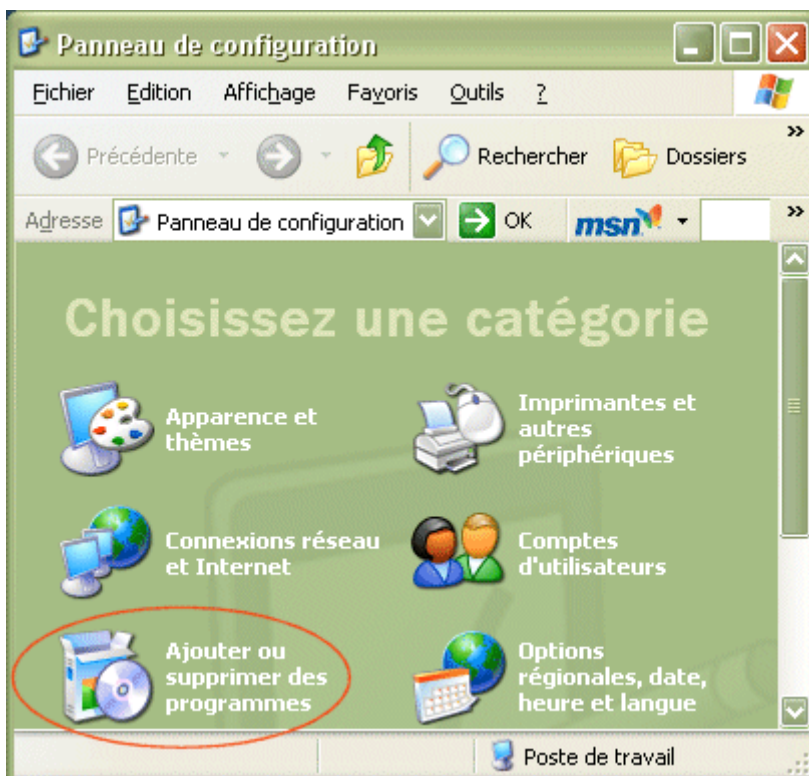 Panneau de configuration
Fichier Edition Affichage Favoris Outils ?
Précédente Rechercher Dossiers »
Adresse Panneau de configuration OK msn »
Choisissez une catégorie
Apparence et
thèmes
Imprimantes et
autres
périphériques
Connexions réseau
et Internet
Comptes
d'utilisateurs
Ajouter ou
supprimer des
programmes
Options
régionales, date,
heure et langue
Poste de travail